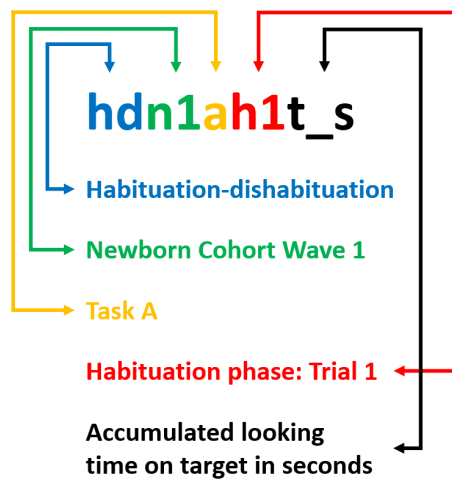 hdn1ah1t_s
Habituation-dishabituation
Newborn Cohort Wave 1
Task A
Habituation phase: Trial 1
Accumulated looking
time on target in seconds